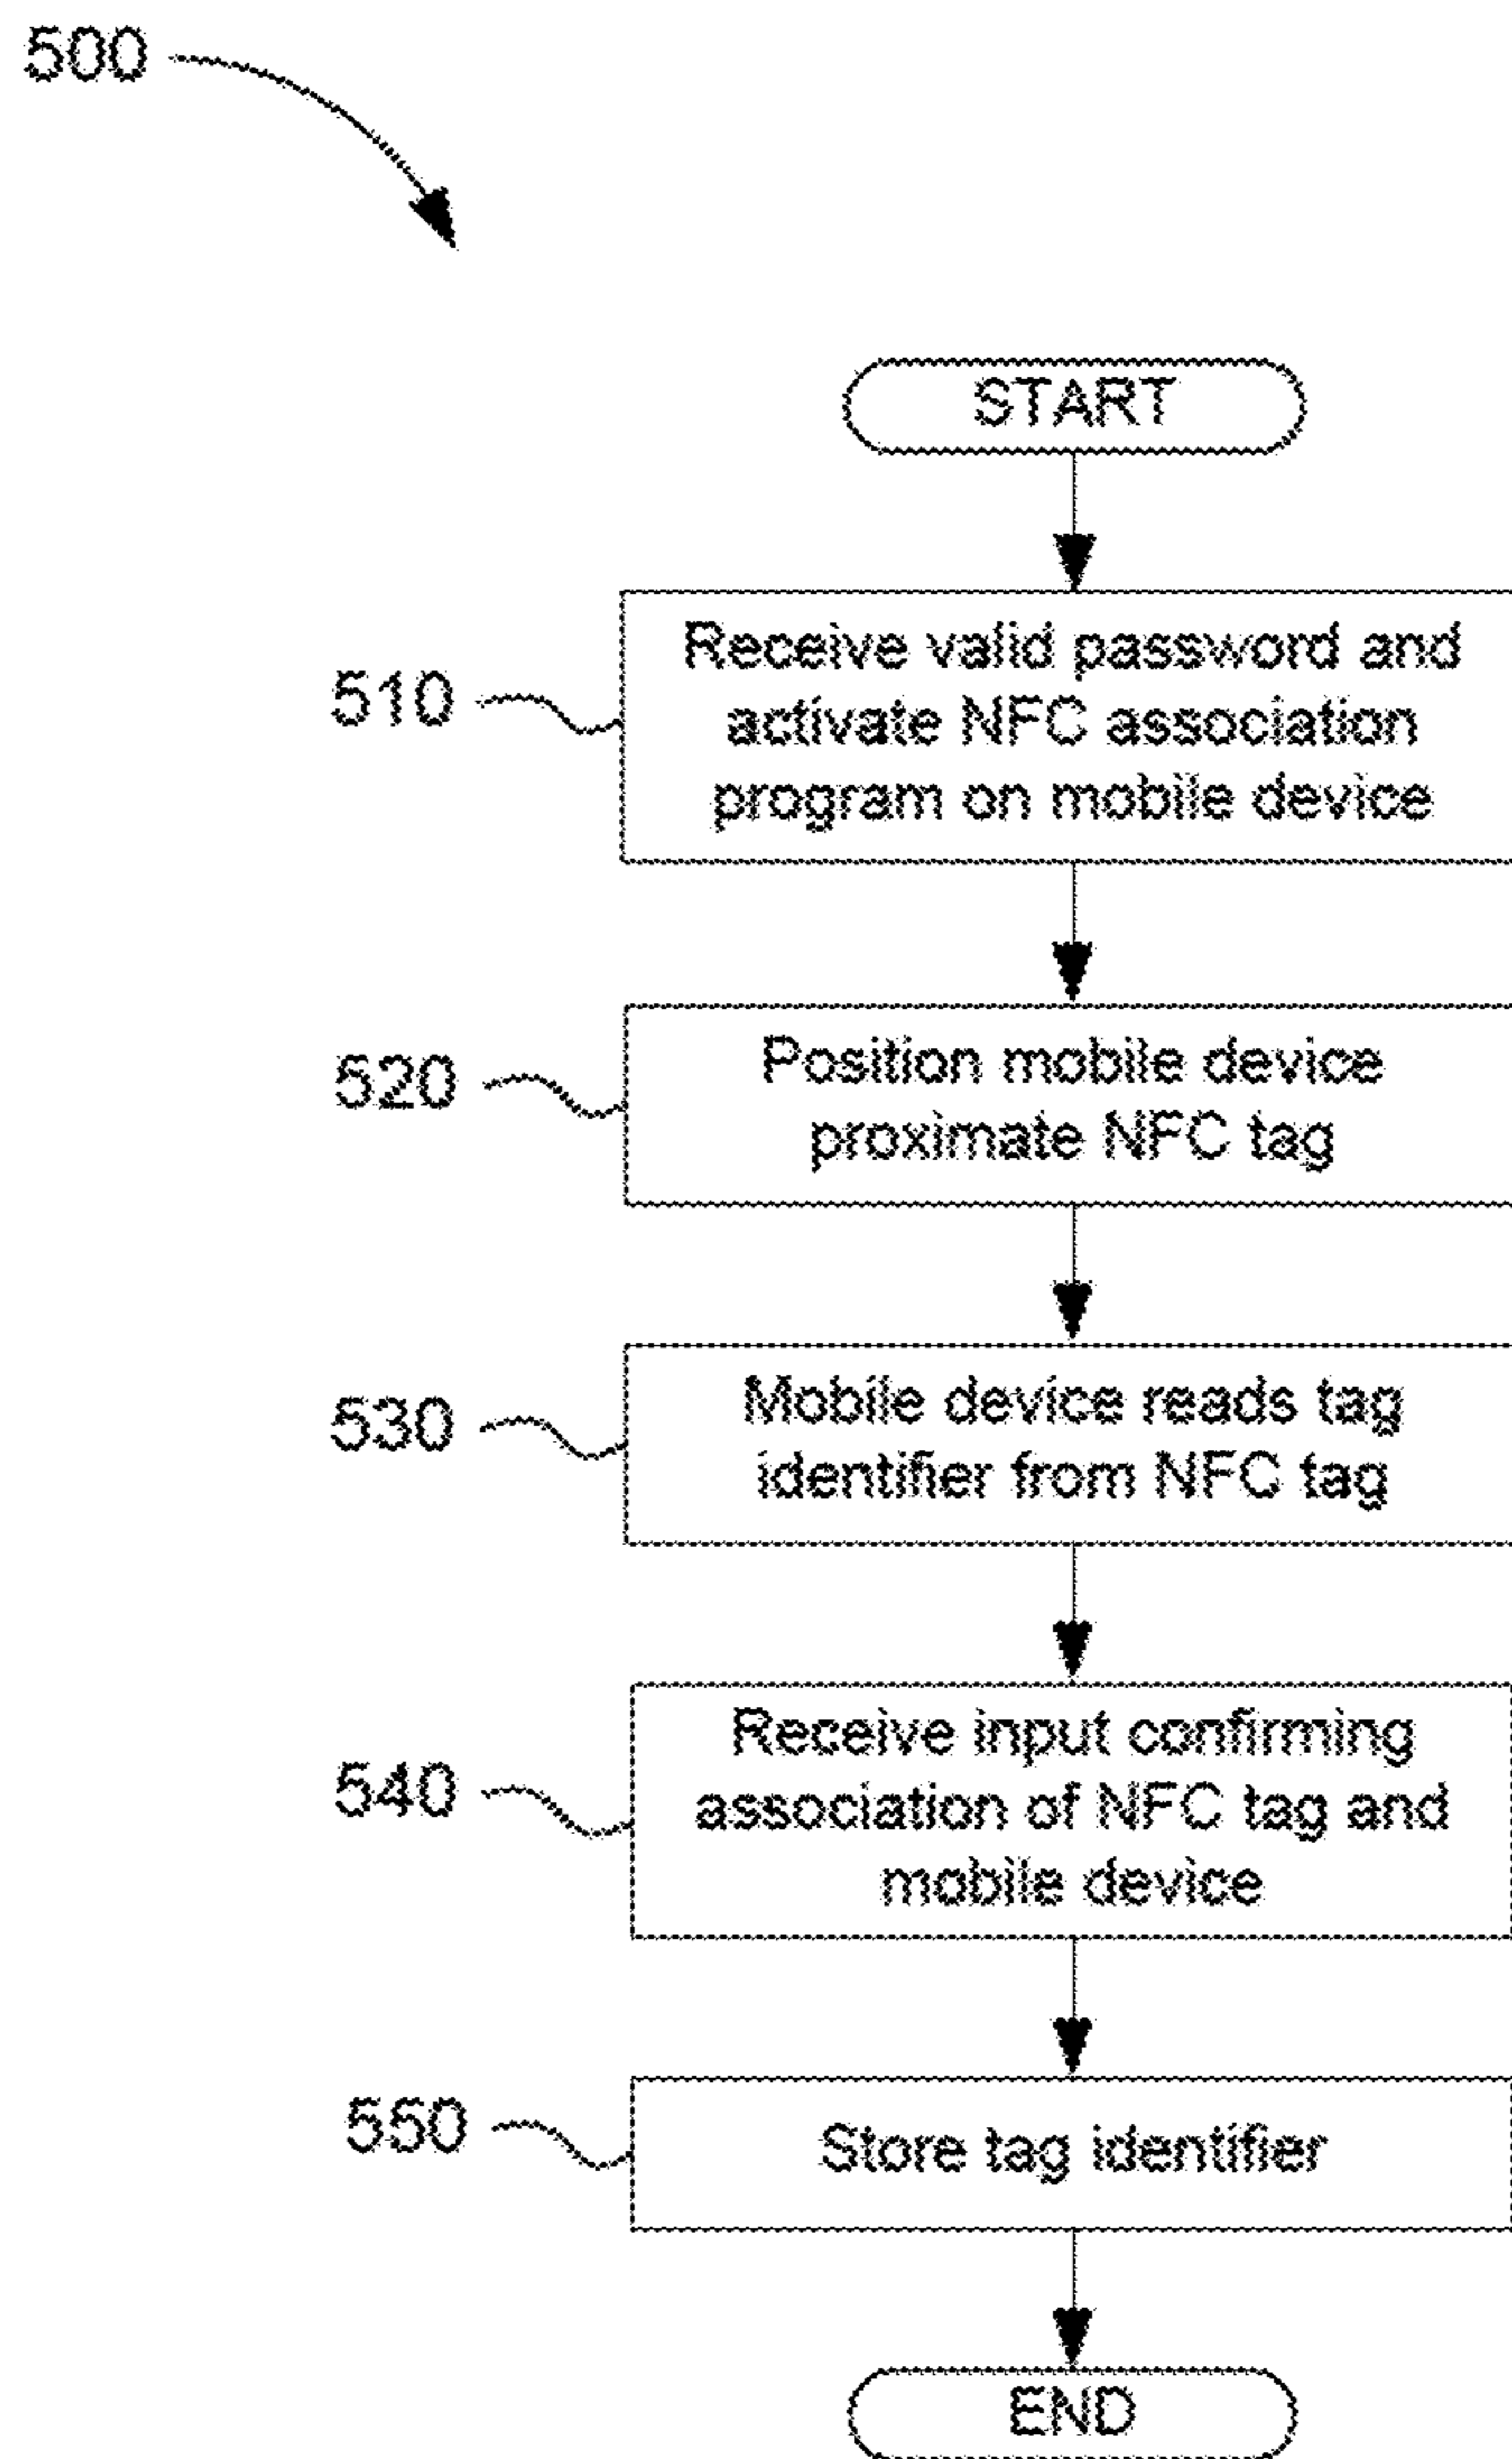 500
START
510
Receive valid password and
activate NFC association
program on mobile device
520
Position mobile device
proximate NFC tag
530
Mobile device reads tag
identifier from NFC tag
540
Receive input confirming
association of NFC tag and
mobile device
550
Store tag identifier
END